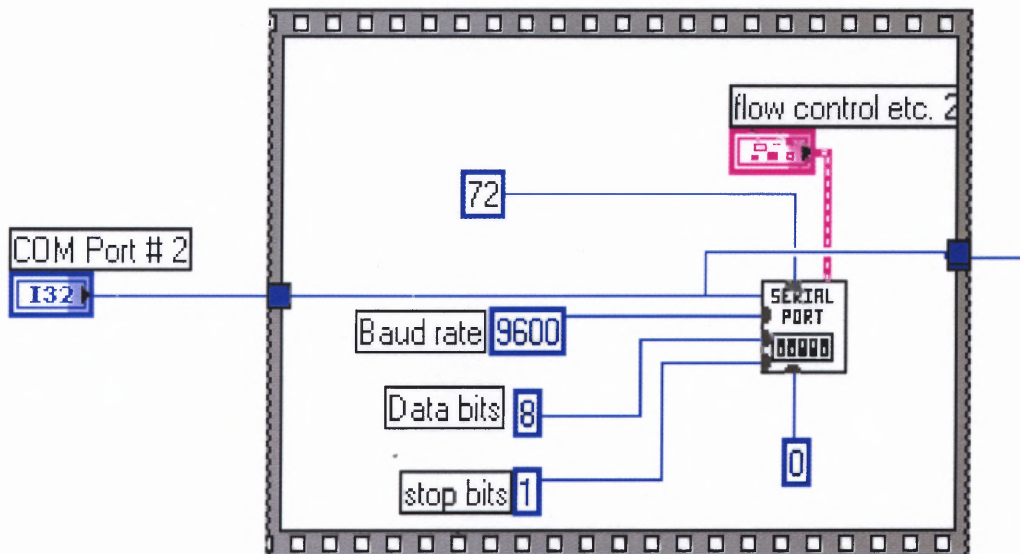 flow control etc. 2
72
COM Port # 2
I32
SERIAL
PORT
Baud rate 9600
Data bits 8
0
stop bits 1